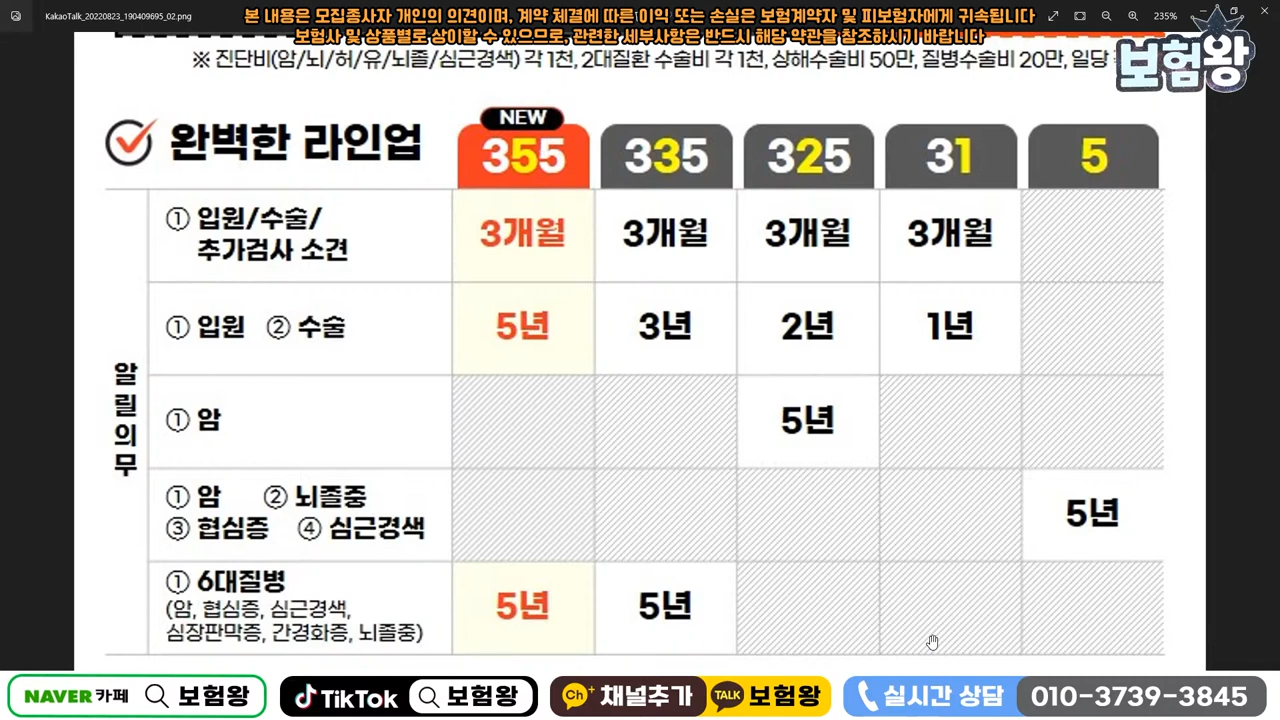 KakaoTalk_20220823_190409695_02.png
본 내용은 모집종사자 개인의 의견이며, 계약 체결에 따른 이익 또는 손실은 보험계약자 및 피보험자에게 귀속됩니다
235%
보험사 및 상품별로 상이할 수 있으므로, 관련한 세부사항은 반드시 해당 약관을 참조하시기 바랍니다
※ 진단비(암/뇌/허/유/뇌졸/심근경색) 각 1천, 2대질환 수술비 각 1천, 상해수술비 50만, 질병수술비 20만, 일당
보험왕
완벽한 라인업
NEW
355 335 325 31 5
알릴의무
① 입원/수술/
추가검사 소견
3개월 3개월 3개월 3개월
① 입원 ② 수술
5년 3년 2년 1년
① 암
5년
① 암 ② 뇌졸중
③ 협심증 ④ 심근경색
5년
① 6대질병
(암, 협심증, 심근경색,
심장판막증, 간경화증, 뇌졸중)
5년 5년
NAVER 카페 보험왕
TikTok 보험왕
Ch+ 채널추가 TALK 보험왕
실시간 상담 010-3739-3845